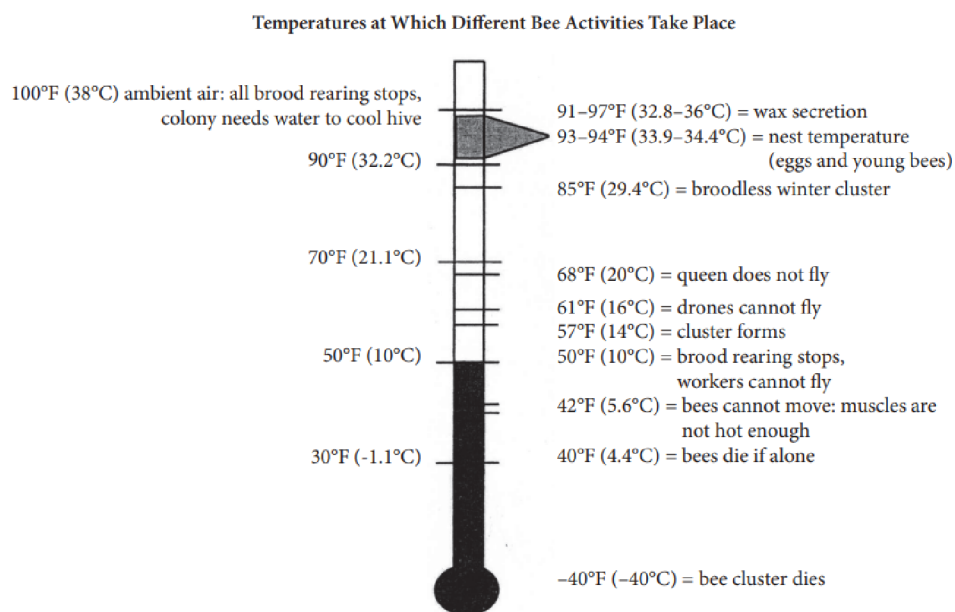 Temperatures at Which Different Bee Activities Take Place
100°F (38°C) ambient air: all brood rearing stops,
colony needs water to cool hive
90°F (32.2°C)
70°F (21.1°C)
50°F (10°C)
30°F (-1.1°C)
91–97°F (32.8–36°C) = wax secretion
93–94°F (33.9–34.4°C) = nest temperature
(eggs and young bees)
85°F (29.4°C) = broodless winter cluster
68°F (20°C) = queen does not fly
61°F (16°C) = drones cannot fly
57°F (14°C) = cluster forms
50°F (10°C) = brood rearing stops,
workers cannot fly
42°F (5.6°C) = bees cannot move: muscles are
not hot enough
40°F (4.4°C) = bees die if alone
–40°F (–40°C) = bee cluster dies